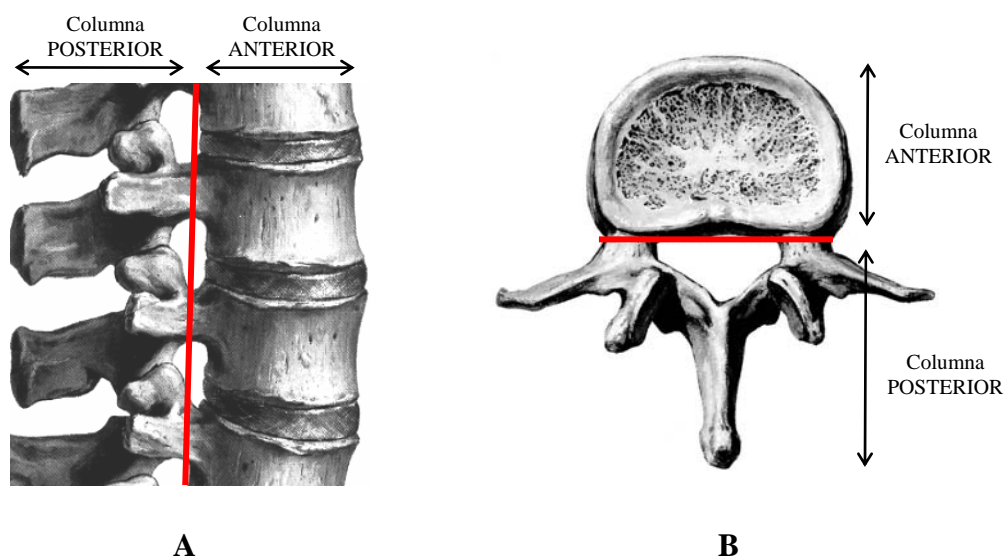 Columna
POSTERIOR
Columna
ANTERIOR
Columna
ANTERIOR
Columna
POSTERIOR
A
B